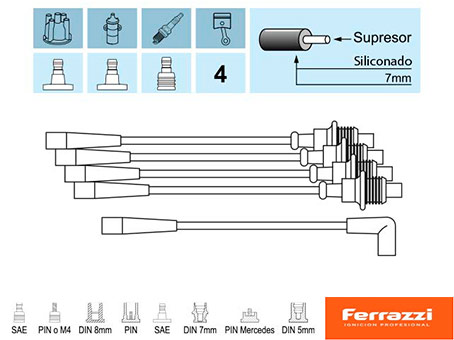 Supresor
Siliconado
7mm
4
SAE PIN o M4 DIN 8mm PIN SAE DIN 7mm PIN Mercedes DIN 5mm
Ferrazzi
IGNICION PROFESIONAL